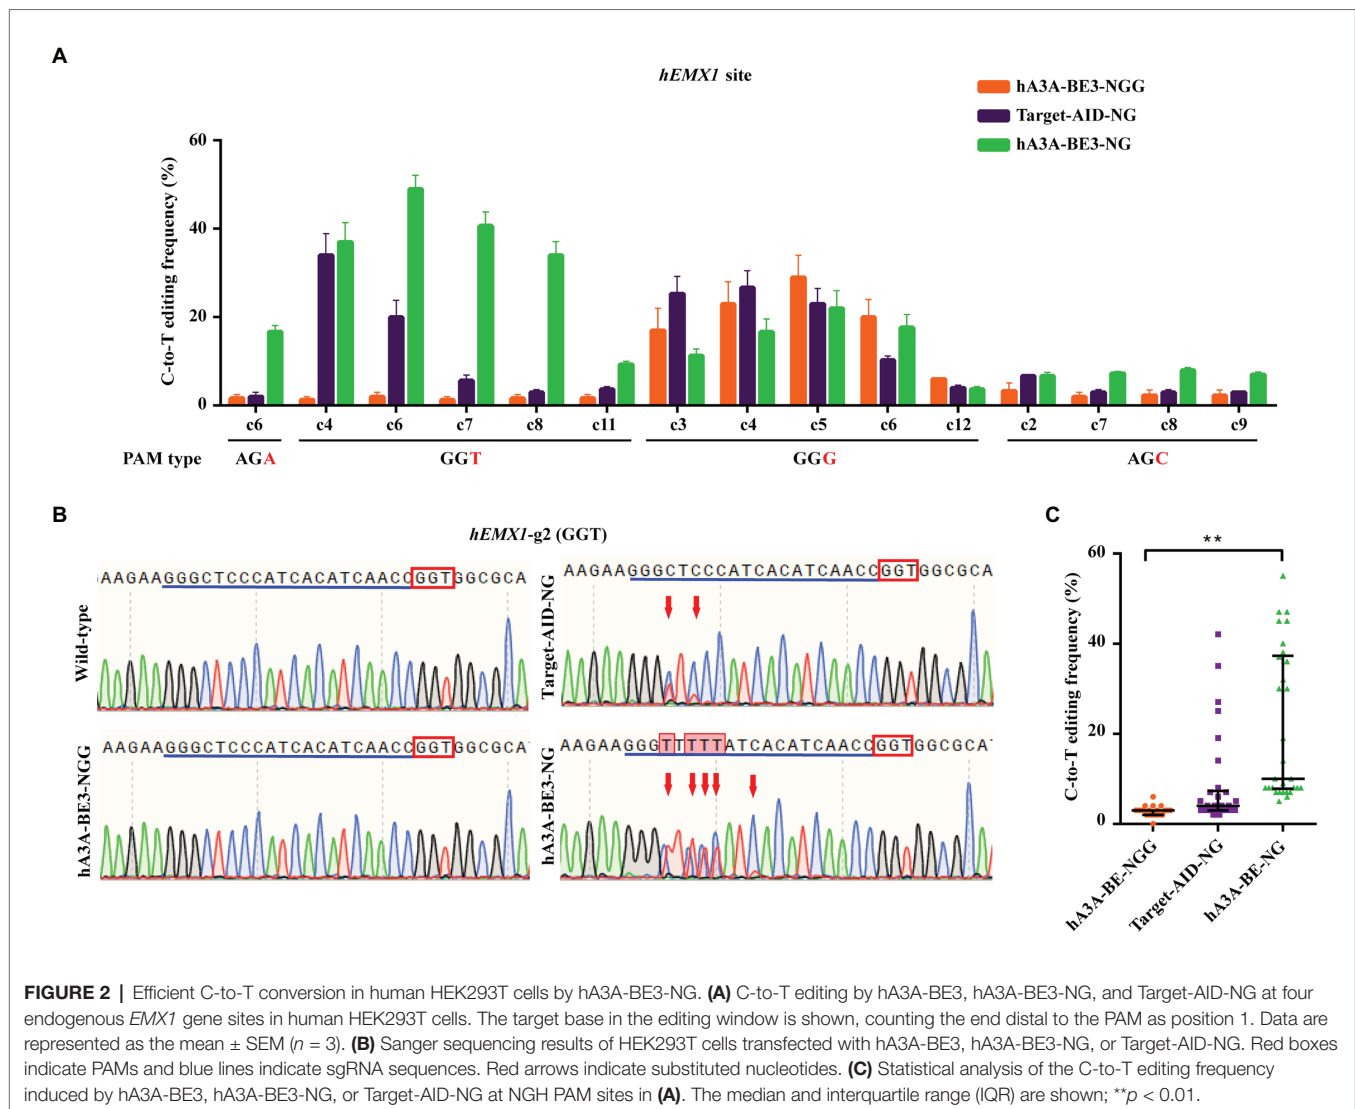 A
hEMX1 site
hA3A-BE3-NGG
Target-AID-NG
hA3A-BE3-NG
C-to-T editing frequency (%)
60
40
20
0
c6 c4 c6 c7 c8 c11 c3 c4 c5 c6 c12 c2 c7 c8 c9
PAM type AGA GGT GGG AGC
B
hEMX1-g2 (GGT)
Wild-type
AAGAAGGGGCTCCCATCACATCAACCGGTGGCGCA
Target-AID-NG
AAGAAGGGGCTCCCATCACATCAACCGGTGGCGCA
hA3A-BE3-NGG
AAGAAGGGGCTCCCATCACATCAACCGGTGGCGCA
hA3A-BE3-NG
AAGAAGGGGTTTTTATCACATCAACCGGTGGCGCA
C
**
C-to-T editing frequency (%)
60
40
20
0
hA3A-BE-NGG
Target-AID-NG
hA3A-BE-NG
FIGURE 2 | Efficient C-to-T conversion in human HEK293T cells by hA3A-BE3-NG. (A) C-to-T editing by hA3A-BE3, hA3A-BE3-NG, and Target-AID-NG at four
endogenous EMX1 gene sites in human HEK293T cells. The target base in the editing window is shown, counting the end distal to the PAM as position 1. Data are
represented as the mean ± SEM (n = 3). (B) Sanger sequencing results of HEK293T cells transfected with hA3A-BE3, hA3A-BE3-NG, or Target-AID-NG. Red boxes
indicate PAMs and blue lines indicate sgRNA sequences. Red arrows indicate substituted nucleotides. (C) Statistical analysis of the C-to-T editing frequency
induced by hA3A-BE3, hA3A-BE3-NG, or Target-AID-NG at NGH PAM sites in (A). The median and interquartile range (IQR) are shown; **p < 0.01.